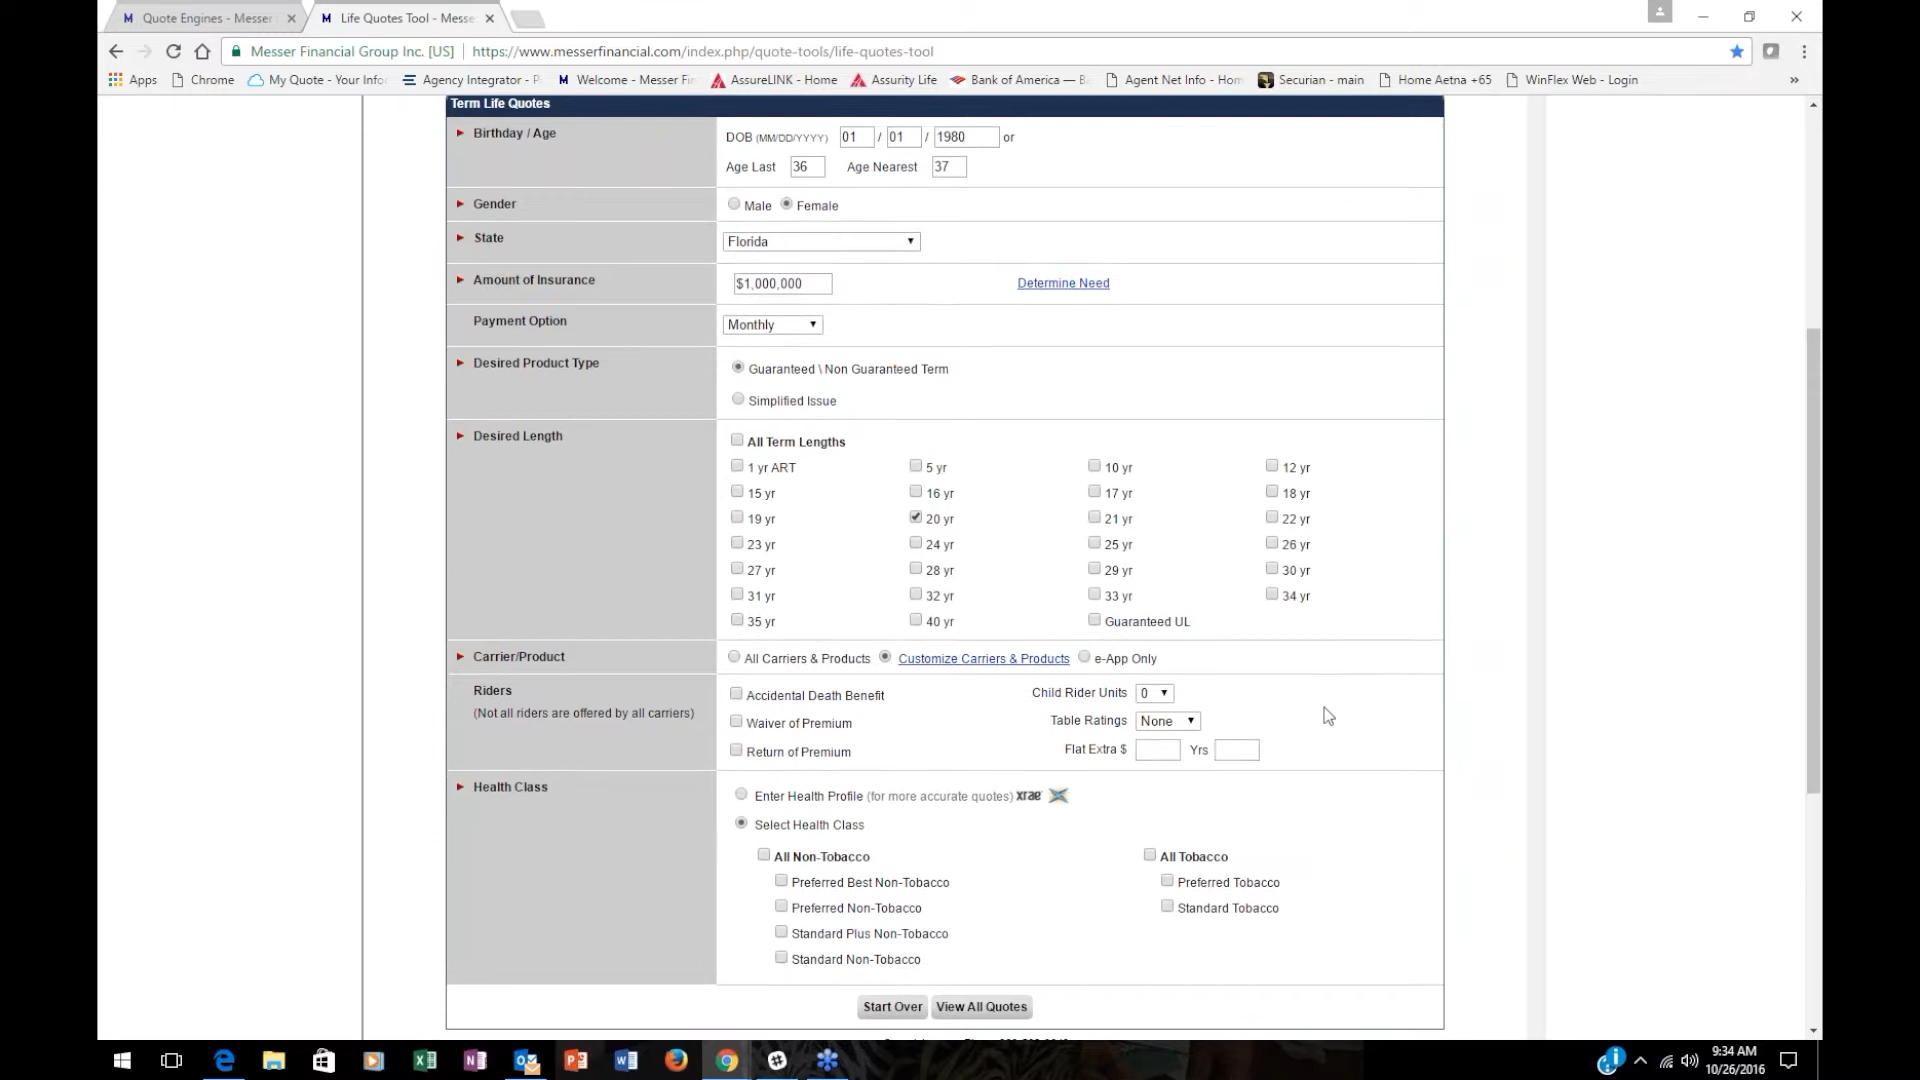 Quote Engines - Messer
Life Quotes Tool - Messe
Messer Financial Group Inc. [US] https://www.messerfinancial.com/index.php/quote-tools/life-quotes-tool
Apps Chrome My Quote - Your Info Agency Integrator - P Welcome - Messer Fin AssureLINK - Home Assurity Life Bank of America — Ba Agent Net Info - Hom Securian - main Home Aetna +65 WinFlex Web - Login »
Term Life Quotes
Birthday / Age DOB (MM/DD/YYYY) 01 / 01 / 1980 or
Age Last 36 Age Nearest 37
Gender Male Female
State Florida
Amount of Insurance $1,000,000 Determine Need
Payment Option Monthly
Desired Product Type Guaranteed \ Non Guaranteed Term
Simplified Issue
Desired Length All Term Lengths
1 yr ART 5 yr 10 yr 12 yr
15 yr 16 yr 17 yr 18 yr
19 yr 20 yr 21 yr 22 yr
23 yr 24 yr 25 yr 26 yr
27 yr 28 yr 29 yr 30 yr
31 yr 32 yr 33 yr 34 yr
35 yr 40 yr Guaranteed UL
Carrier/Product All Carriers & Products Customize Carriers & Products e-App Only
Riders Accidental Death Benefit Child Rider Units 0
(Not all riders are offered by all carriers) Waiver of Premium Table Ratings None
Return of Premium Flat Extra $ Yrs
Health Class Enter Health Profile (for more accurate quotes) xrae
Select Health Class
All Non-Tobacco All Tobacco
Preferred Best Non-Tobacco Preferred Tobacco
Preferred Non-Tobacco Standard Tobacco
Standard Plus Non-Tobacco
Standard Non-Tobacco
Start Over View All Quotes
9:34 AM
10/26/2016